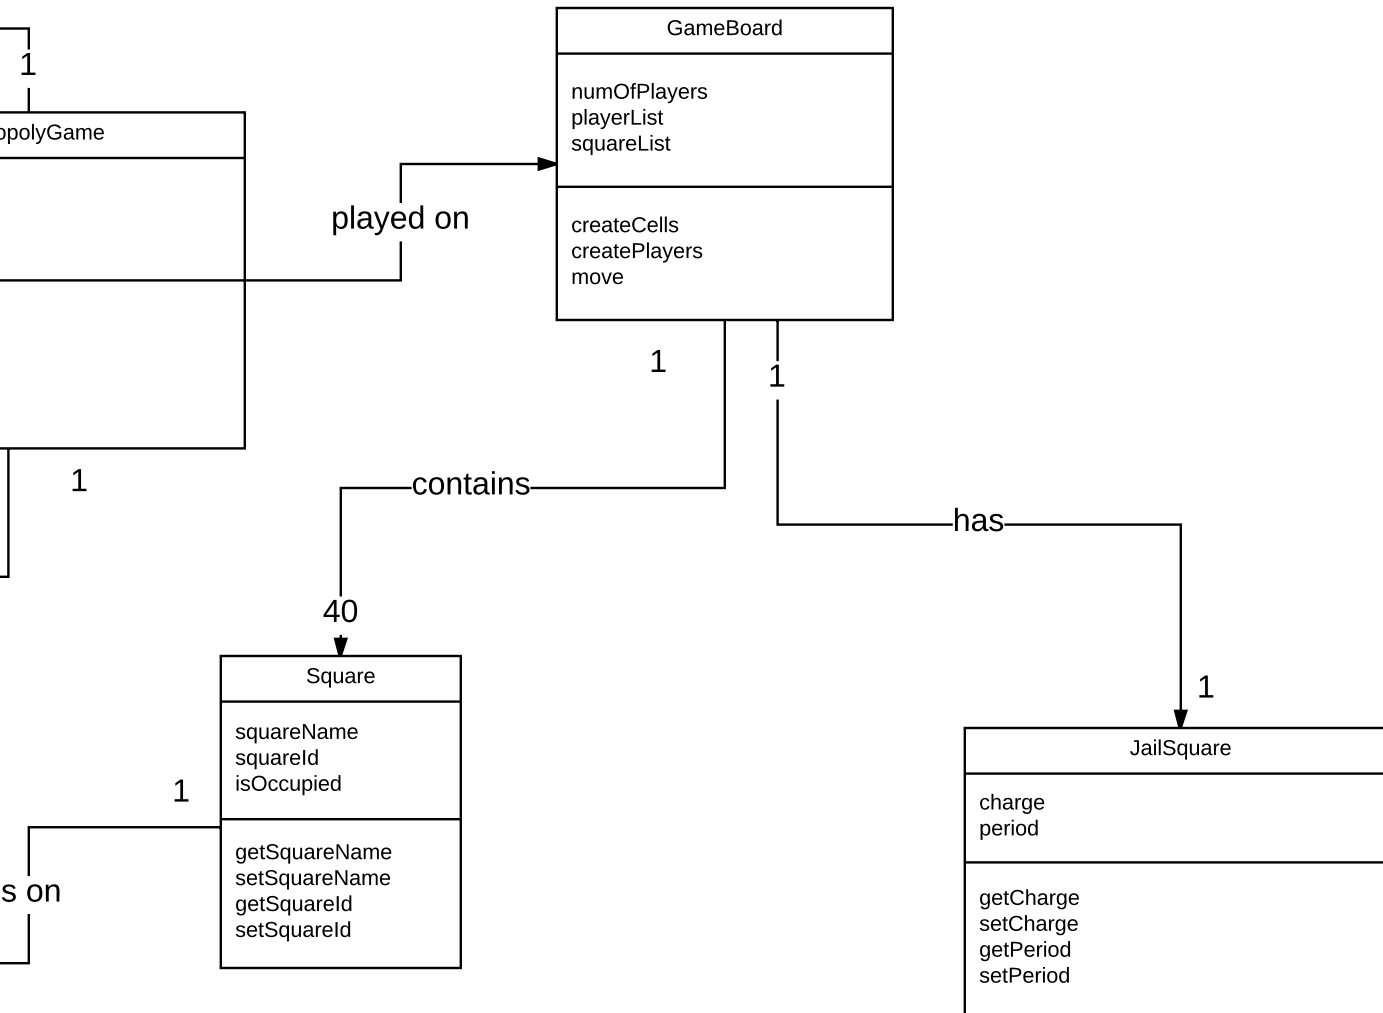 GameBoard
1
numOfPlayers
playerList
squareList
opolyGame
played on
createCells
createPlayers
move
1
1
1
contains
has
40
1
Square
squareName
squareId
isOccupied
JailSquare
1
charge
period
getSquareName
setSquareName
getSquareId
setSquareId
s on
getCharge
setCharge
getPeriod
setPeriod